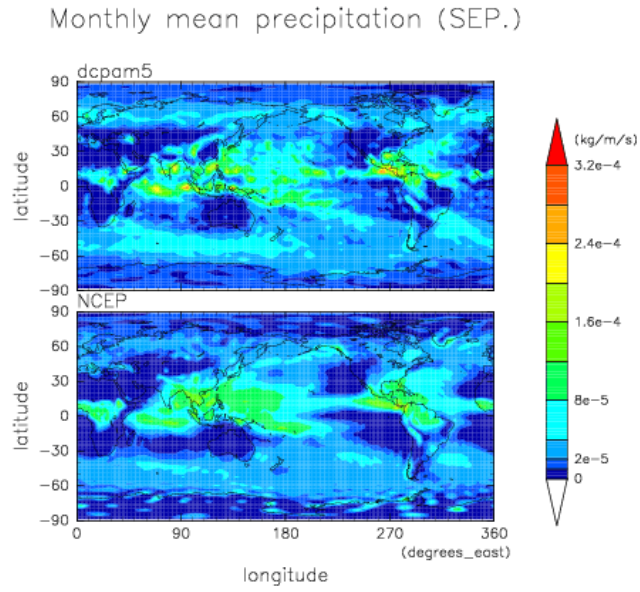 Monthly mean precipitation (SEP.)
dcpam5
90
60
30
0
−30
−60
−90
latitude
NCEP
90
60
30
0
−30
−60
−90
latitude
0 90 180 270 360
(degrees_east)
longitude
(kg/m/s)
3.2e−4
2.4e−4
1.6e−4
8e−5
2e−5
0